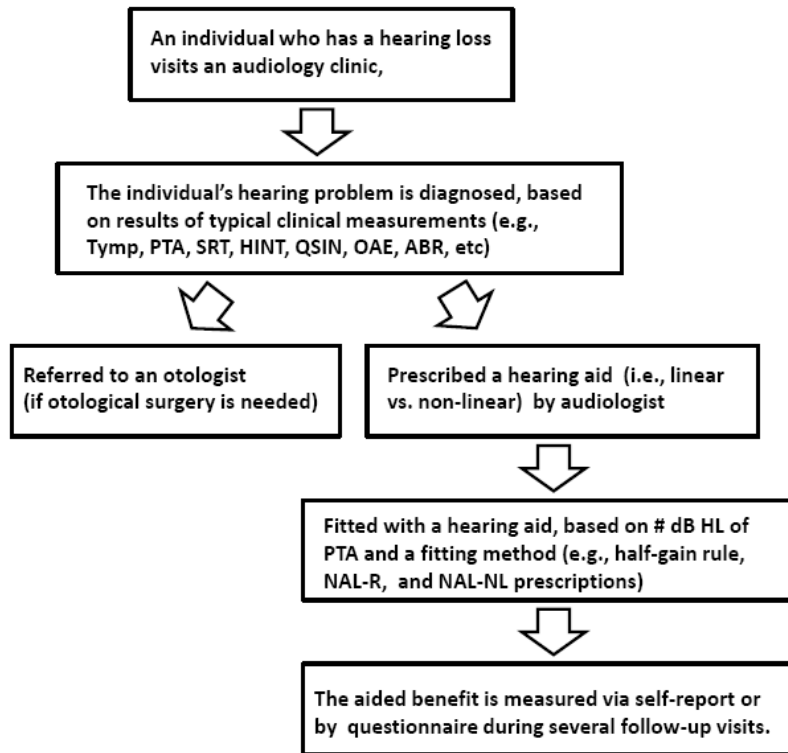 An individual who has a hearing loss
visits an audiology clinic,
The individual's hearing problem is diagnosed, based
on results of typical clinical measurements (e.g.,
Tymp, PTA, SRT, HINT, QSIN, OAE, ABR, etc)
Referred to an otologist
(if otological surgery is needed)
Prescribed a hearing aid (i.e., linear
vs. non-linear) by audiologist
Fitted with a hearing aid, based on # dB HL of
PTA and a fitting method (e.g., half-gain rule,
NAL-R, and NAL-NL prescriptions)
The aided benefit is measured via self-report or
by questionnaire during several follow-up visits.